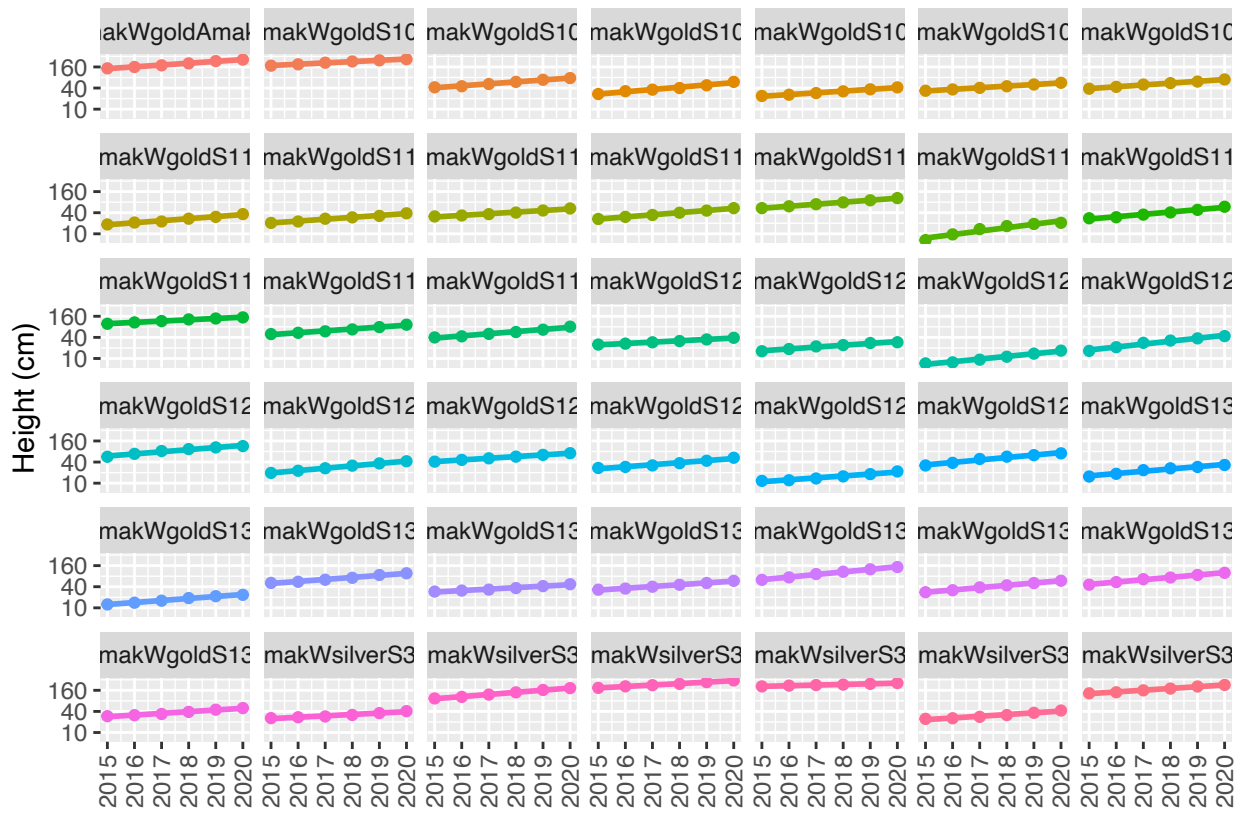 akWgoldAmak makWgoldS10 makWgoldS10 makWgoldS10 makWgoldS10 makWgoldS10 makWgoldS10
160
40
10
makWgoldS11 makWgoldS11 makWgoldS11 makWgoldS11 makWgoldS11 makWgoldS11 makWgoldS11
160
40
10
makWgoldS11 makWgoldS11 makWgoldS11 makWgoldS12 makWgoldS12 makWgoldS12 makWgoldS12
160
40
10
Height (cm)
makWgoldS12 makWgoldS12 makWgoldS12 makWgoldS12 makWgoldS12 makWgoldS12 makWgoldS13
160
40
10
makWgoldS13 makWgoldS13 makWgoldS13 makWgoldS13 makWgoldS13 makWgoldS13 makWgoldS13
160
40
10
makWgoldS13 makWsilverS3 makWsilverS3 makWsilverS3 makWsilverS3 makWsilverS3 makWsilverS3
160
40
10
2015 2016 2017 2018 2019 2020 2015 2016 2017 2018 2019 2020 2015 2016 2017 2018 2019 2020 2015 2016 2017 2018 2019 2020 2015 2016 2017 2018 2019 2020 2015 2016 2017 2018 2019 2020 2015 2016 2017 2018 2019 2020